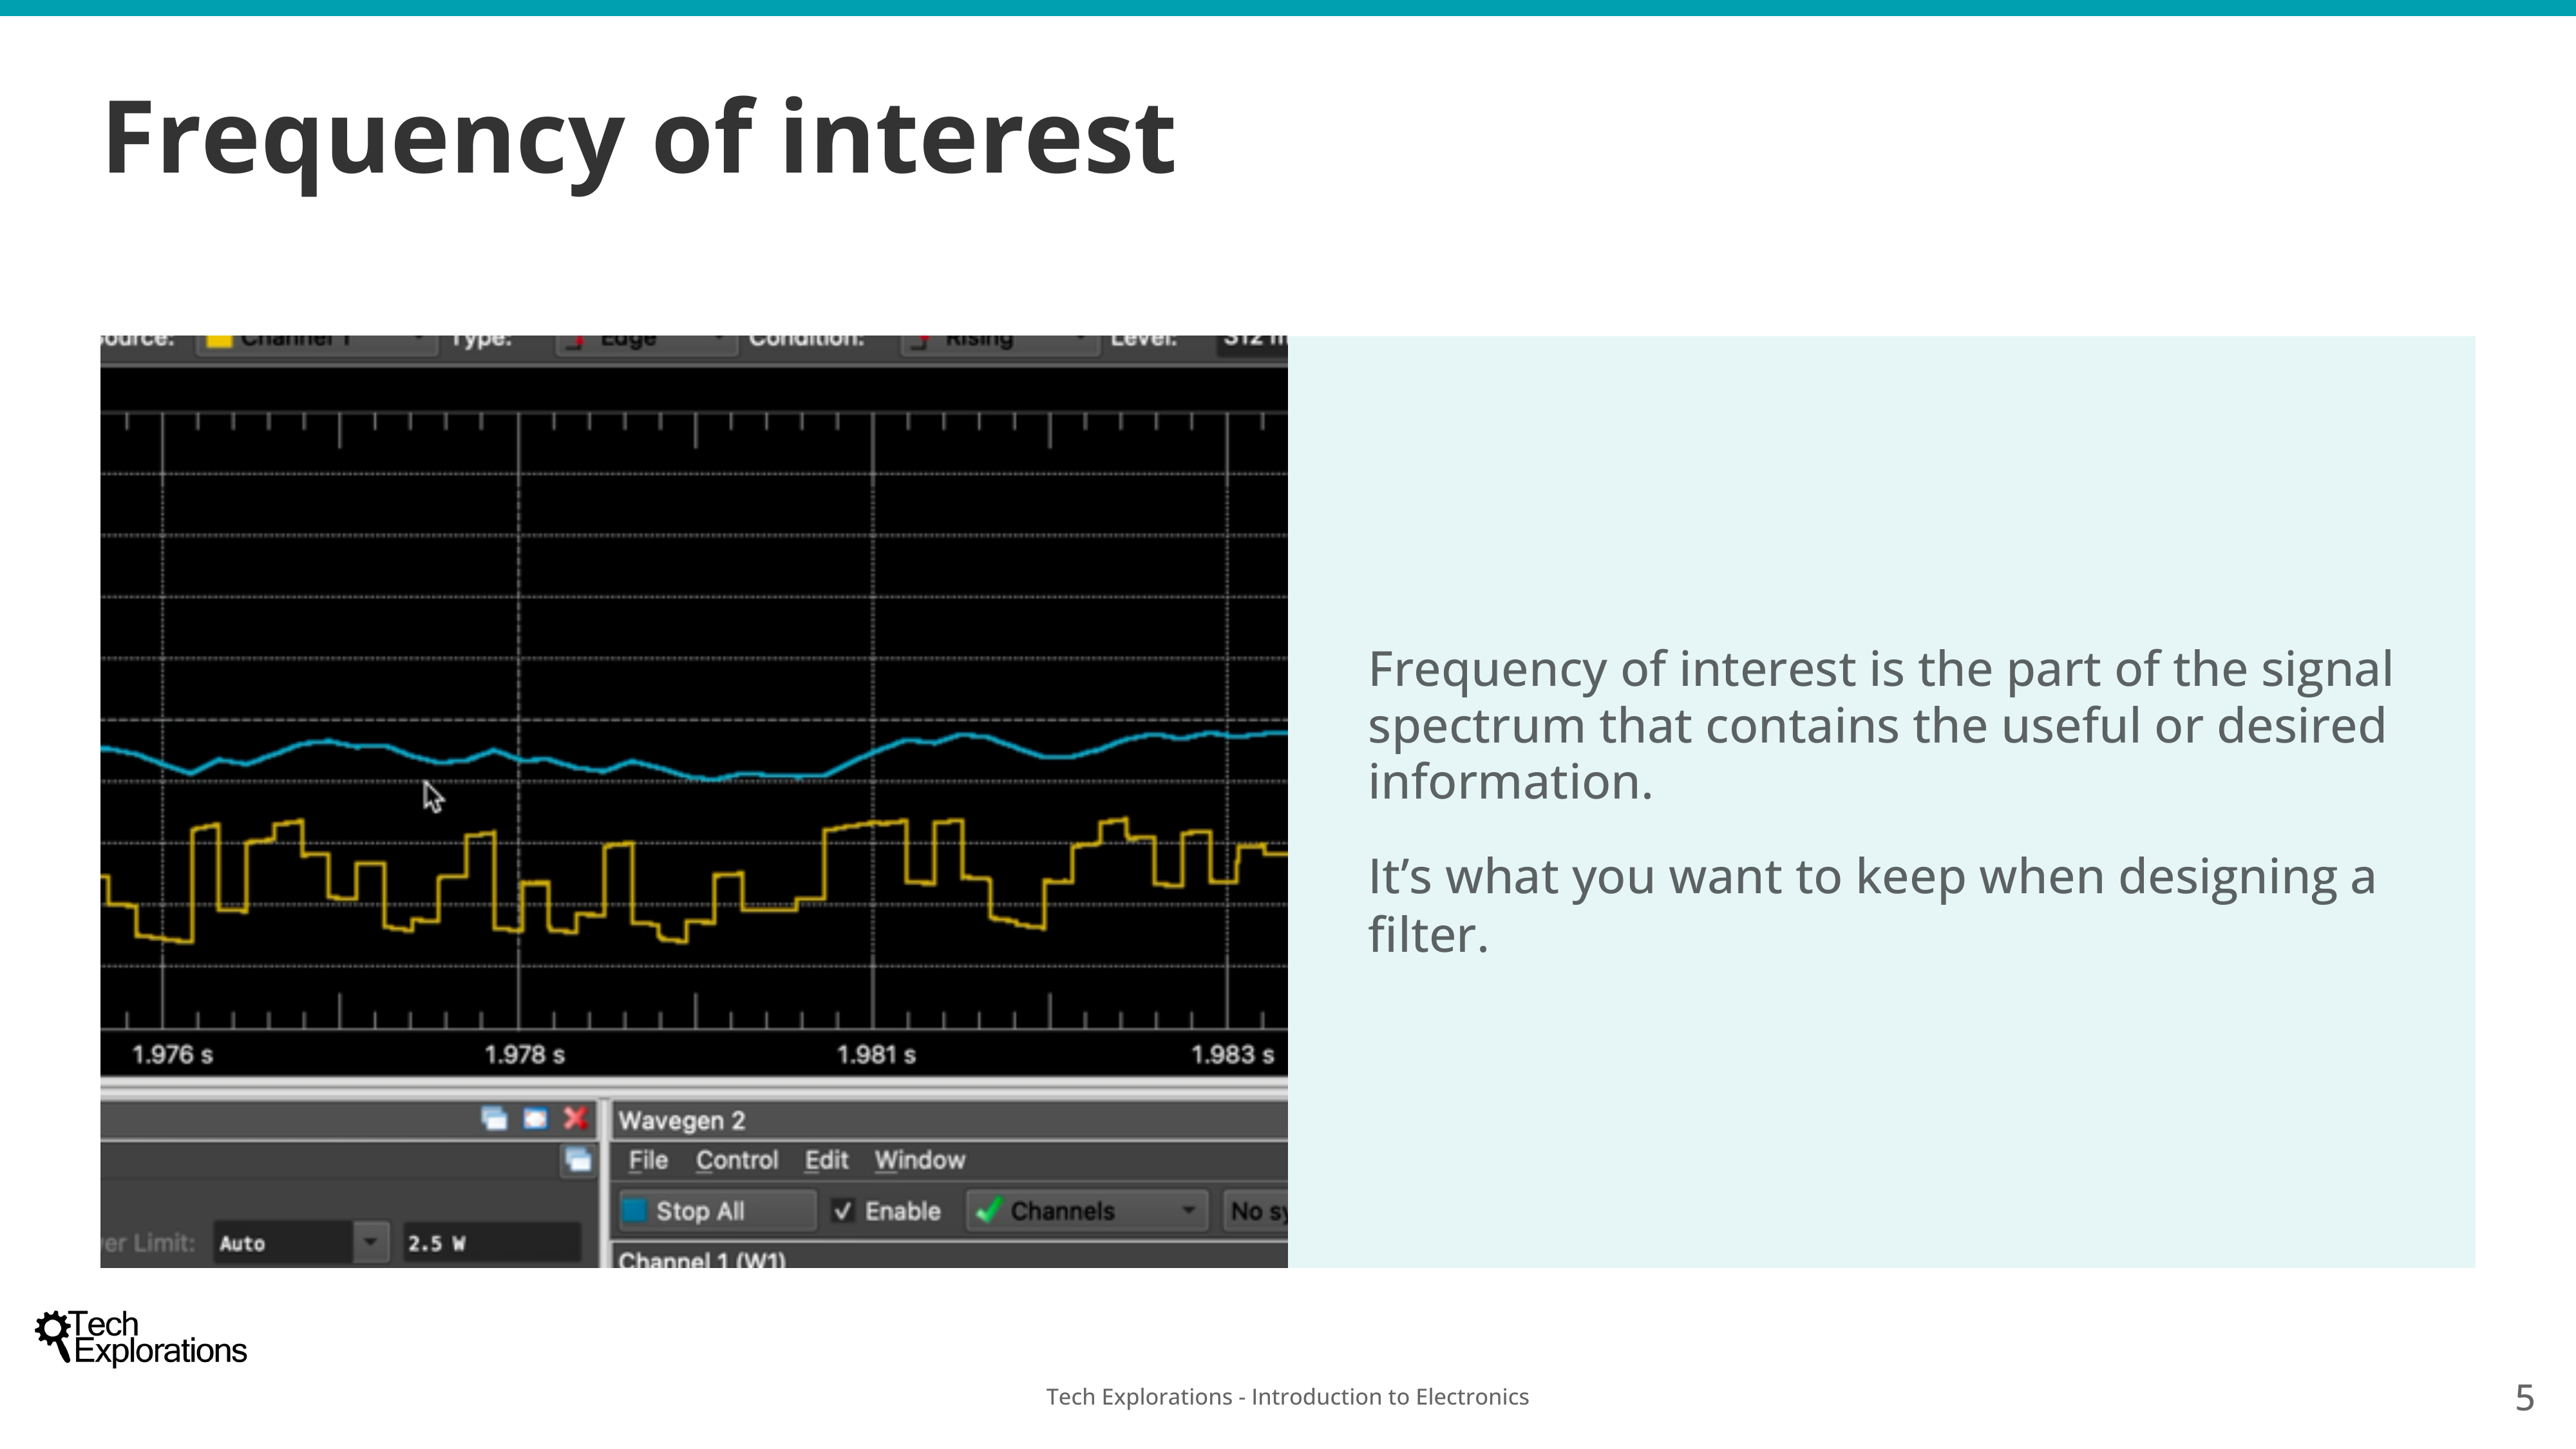 Frequency of interest
Source: Channel 1 Type: Edge Condition: Rising Level:
1.976 s 1.978 s 1.981 s 1.983 s
Wavegen 2
File Control Edit Window
Stop All Enable Channels No
Limit: Auto 2.5 W
Channel 1 (W1)
Frequency of interest is the part of the signal
spectrum that contains the useful or desired
information.
It’s what you want to keep when designing a
filter.
Tech
Explorations
Tech Explorations - Introduction to Electronics
5